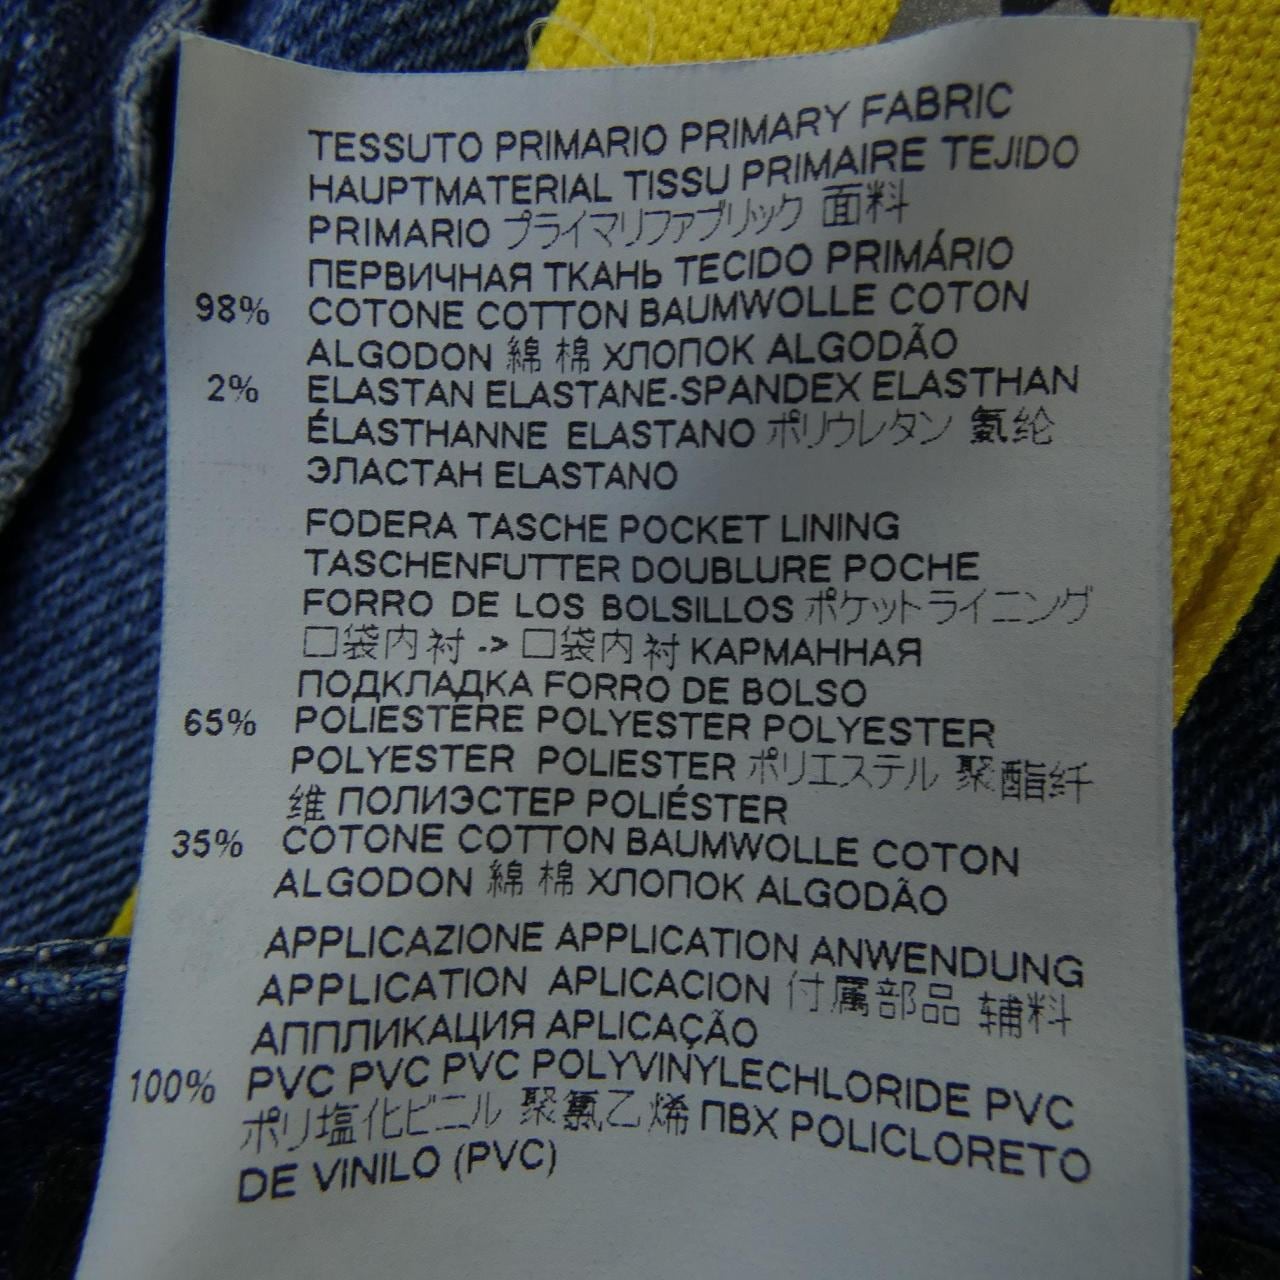 TESSUTO PRIMARIO PRIMARY FABRIC
HAUPTMATERIAL TISSU PRIMAIRE TEJIDO
PRIMARIO プライマリファブリック 面料
ПЕРВИЧНАЯ ТКАНЬ TECIDO PRIMÁRIO
98% COTONE COTTON BAUMWOLLE COTON
ALGODON 綿 棉 ХЛОПОК ALGODÃO
2% ELASTAN ELASTANE-SPANDEX ELASTHAN
ÉLASTHANNE ELASTANO ポリウレタン 氨纶
ЭЛАСТАН ELASTANO
FODERA TASCHE POCKET LINING
TASCHENFUTTER DOUBLURE POCHE
FORRO DE LOS BOLSILLOS ポケットライニング
口袋内衬 -> 口袋内衬 КАРМАННАЯ
ПОДКЛАДКА FORRO DE BOLSO
65% POLIESTERE POLYESTER POLYESTER
POLYESTER POLIESTER ポリエステル 聚酯纤
维 ПОЛИЭСТЕР POLIÉSTER
35% COTONE COTTON BAUMWOLLE COTON
ALGODON 綿 棉 ХЛОПОК ALGODÃO
APPLICAZIONE APPLICATION ANWENDUNG
APPLICATION APLICACION 付属部品 辅料
АППЛИКАЦИЯ APLICAÇÃO
100% PVC PVC PVC POLYVINYLECHLORIDE PVC
ポリ塩化ビニル 聚氯乙烯 ПВХ POLICLORETO
DE VINILO (PVC)